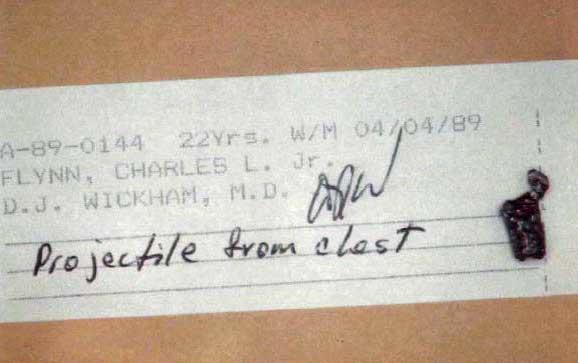 A-89-0144 22Yrs. W/M 04/04/89
FLYNN, CHARLES L. Jr.
D.J. WICKHAM, M.D.
Projectile from chest